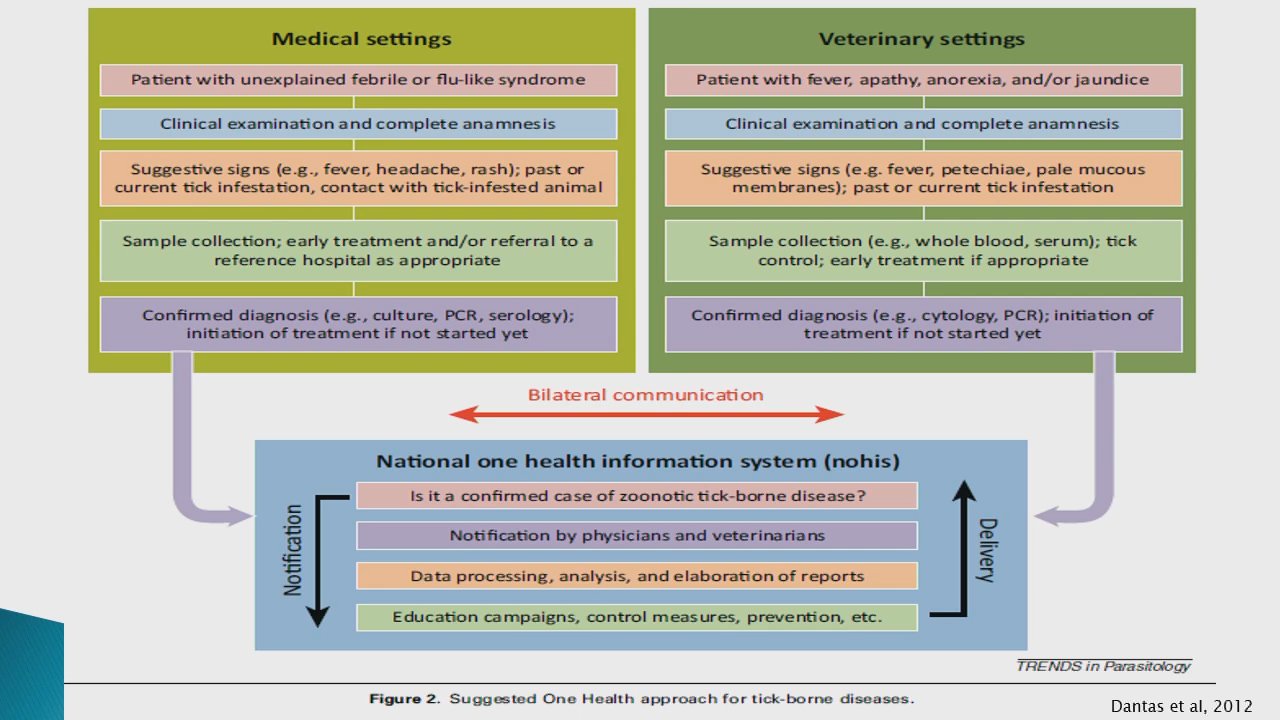 Medical settings
Patient with unexplained febrile or flu-like syndrome
Clinical examination and complete anamnesis
Suggestive signs (e.g., fever, headache, rash); past or
current tick infestation, contact with tick-infested animal
Sample collection; early treatment and/or referral to a
reference hospital as appropriate
Confirmed diagnosis (e.g., culture, PCR, serology);
initiation of treatment if not started yet
Veterinary settings
Patient with fever, apathy, anorexia, and/or jaundice
Clinical examination and complete anamnesis
Suggestive signs (e.g. fever, petechiae, pale mucous
membranes); past or current tick infestation
Sample collection (e.g., whole blood, serum); tick
control; early treatment if appropriate
Confirmed diagnosis (e.g., cytology, PCR); initiation of
treatment if not started yet
Bilateral communication
National one health information system (nohis)
Notification
Is it a confirmed case of zoonotic tick-borne disease?
Notification by physicians and veterinarians
Data processing, analysis, and elaboration of reports
Education campaigns, control measures, prevention, etc.
Delivery
TRENDS in Parasitology
Figure 2. Suggested One Health approach for tick-borne diseases.
Dantas et al, 2012